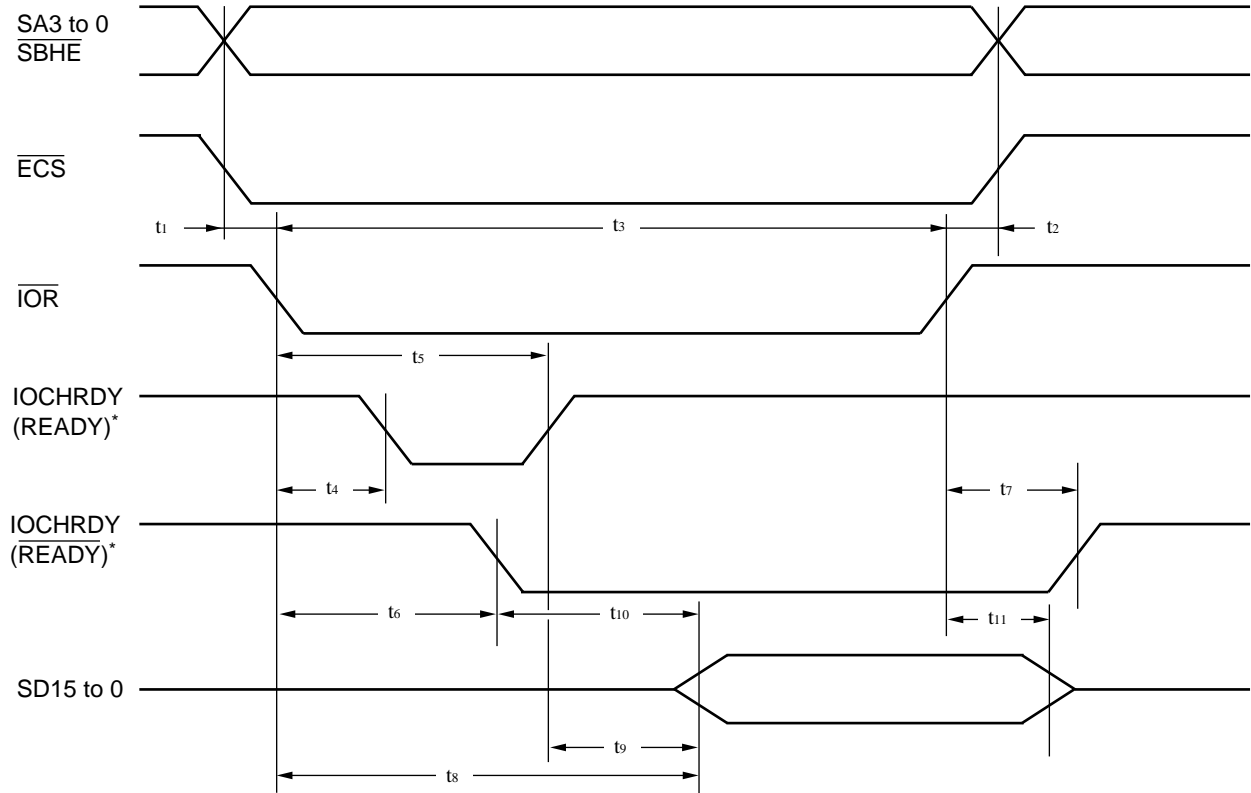 SA3 to 0
SBHE
ECS
t1
t3
t2
IOR
t5
IOCHRDY
(READY)*
t4
t7
IOCHRDY
(READY)*
t6
t10
t11
SD15 to 0
t9
t8